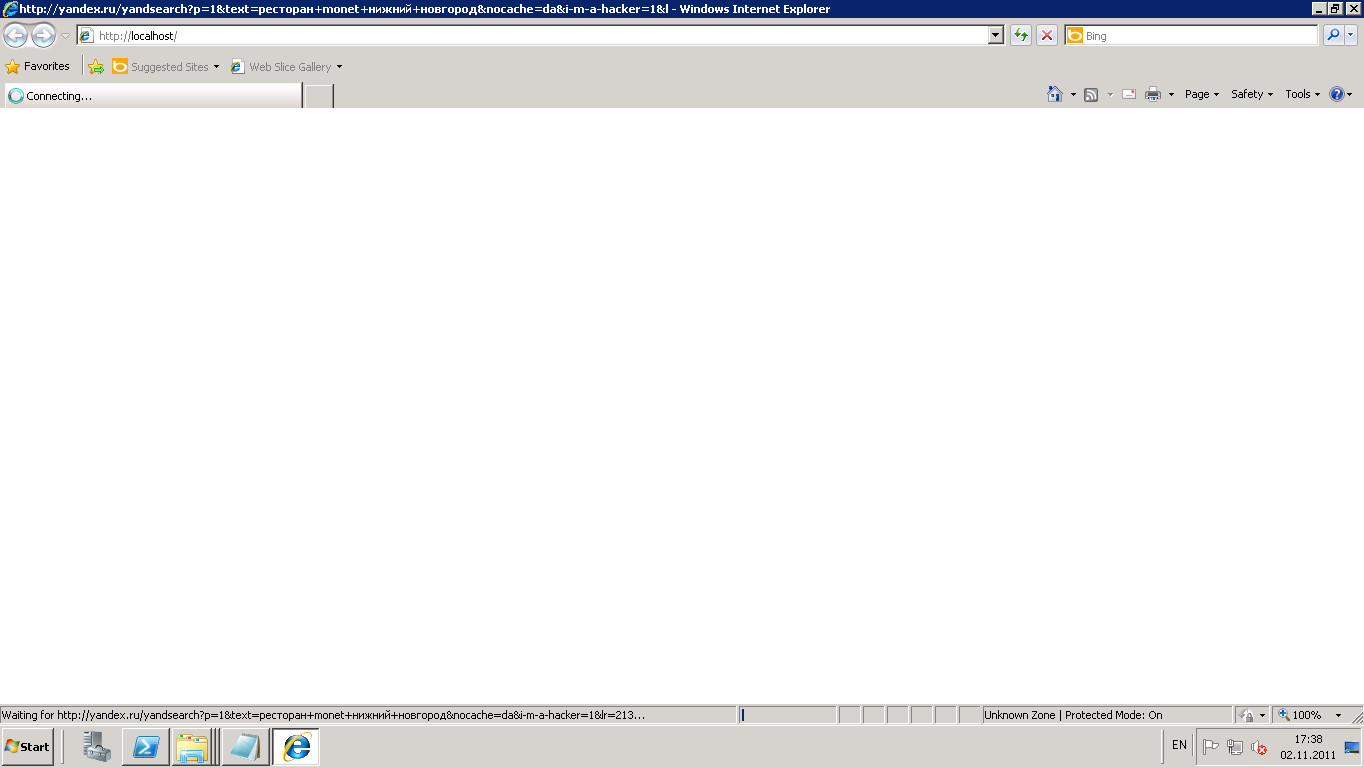 http://yandex.ru/yandsearch?p=1&text=ресторан+monet+нижний+новгород&nocache=da&i-m-a-hacker=1&l - Windows Internet Explorer
http://localhost/
Bing
Favorites
Suggested Sites
Web Slice Gallery
Connecting...
Page
Safety
Tools
Waiting for http://yandex.ru/yandsearch?p=1&text=ресторан+monet+нижний+новгород&nocache=da&i-m-a-hacker=1&lr=213...
Unknown Zone | Protected Mode: On
100%
Start
EN
17:38
02.11.2011